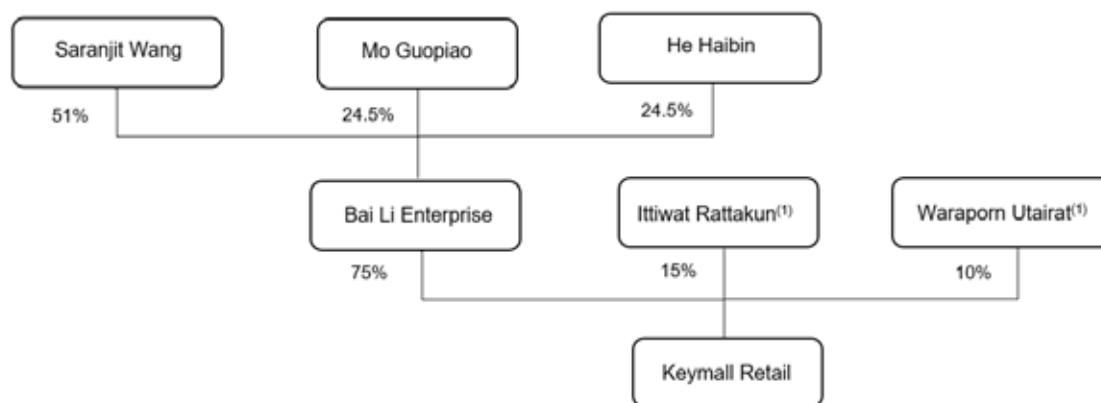 Saranjit Wang
Mo Guopiao
He Haibin
51%
24.5%
24.5%
Bai Li Enterprise
Ittiwat Rattakun(1)
Waraporn Utairat(1)
75%
15%
10%
Keymall Retail